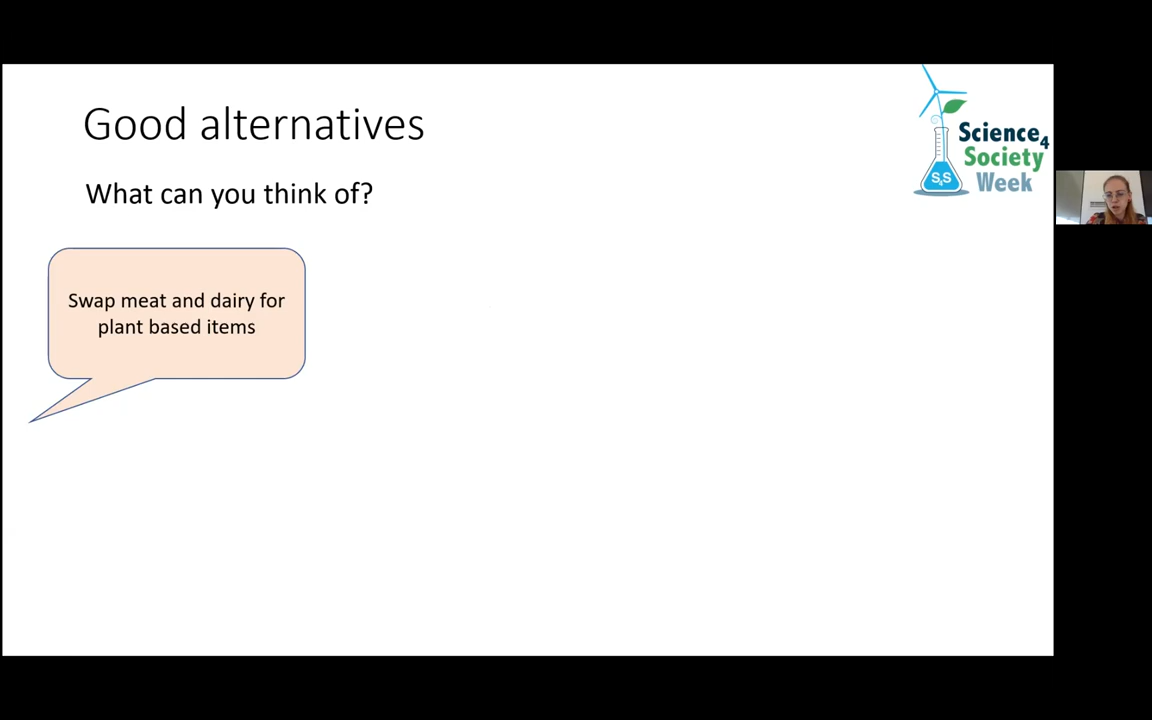 Good alternatives
What can you think of?
Swap meat and dairy for
plant based items
Science4
Society
Week
S4S